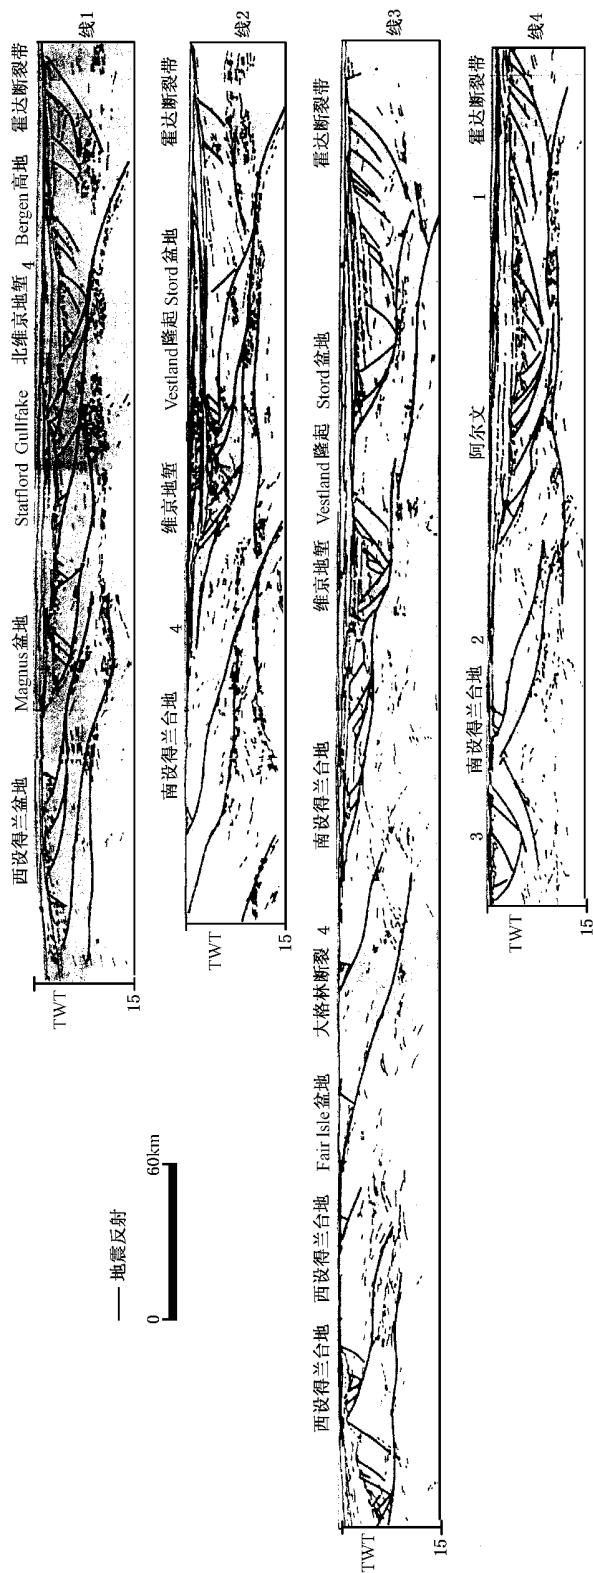 西设得兰盆地 Magnus盆地 Statfford Gullfake 北维京地堑 4 Bergen高地 霍达断裂带
线1
TWT
15
南设得兰台地 4 维京地堑 Vestland隆起 Stord盆地 霍达断裂带
线2
TWT
15
西设得兰台地 西设得兰台地 Fair Isle盆地 大格林断裂 4 南设得兰台地 维京地堑 Vestland隆起 Stord盆地 霍达断裂带
线3
TWT
15
3 南设得兰台地 2 阿尔文 1 霍达断裂带
线4
TWT
15
地震反射
0 60km